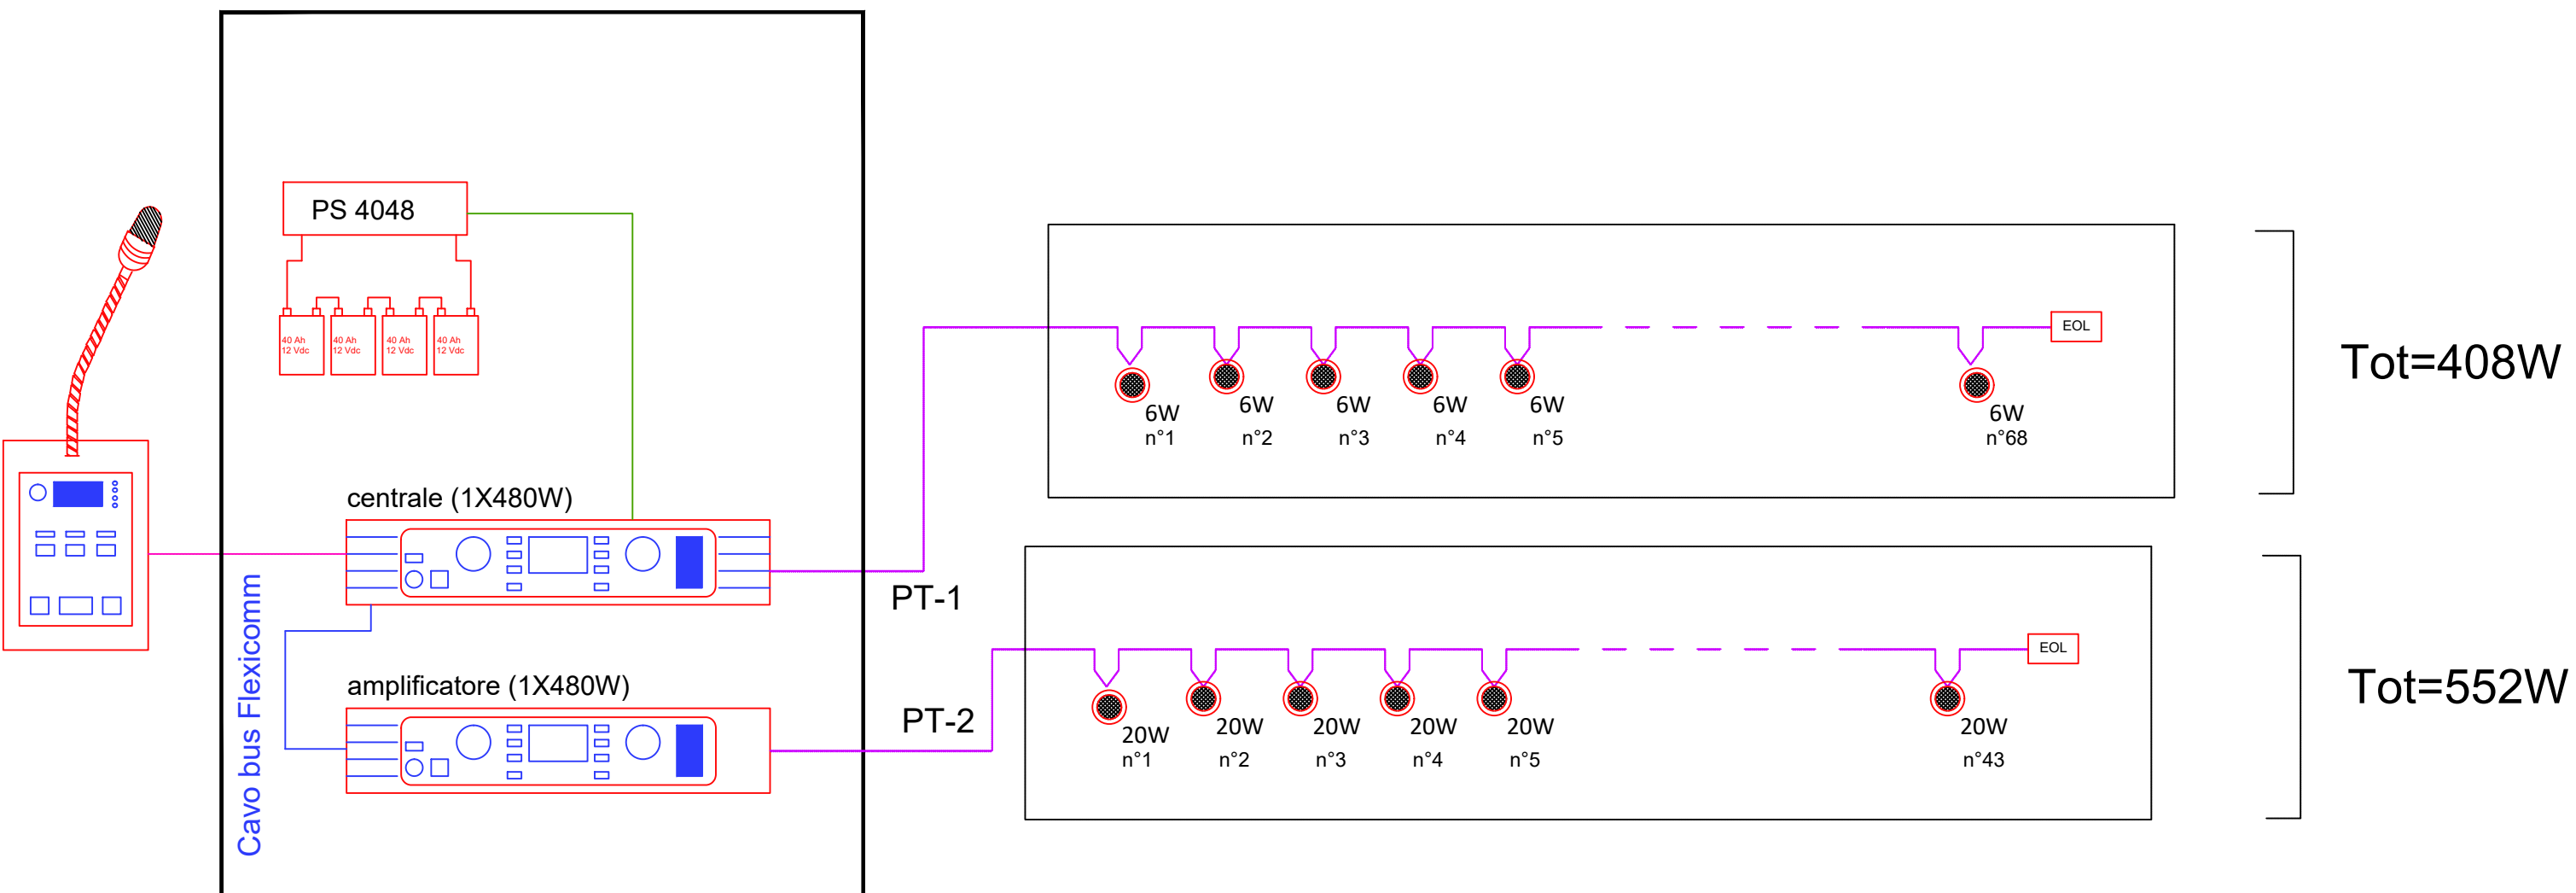 PS 4048
40 Ah
12 Vdc
40 Ah
12 Vdc
40 Ah
12 Vdc
40 Ah
12 Vdc
centrale (1X480W)
amplificatore (1X480W)
Cavo bus Flexicomm
PT-1
PT-2
EOL
6W
n°1
6W
n°2
6W
n°3
6W
n°4
6W
n°5
6W
n°68
Tot=408W
EOL
20W
n°1
20W
n°2
20W
n°3
20W
n°4
20W
n°5
20W
n°43
Tot=552W